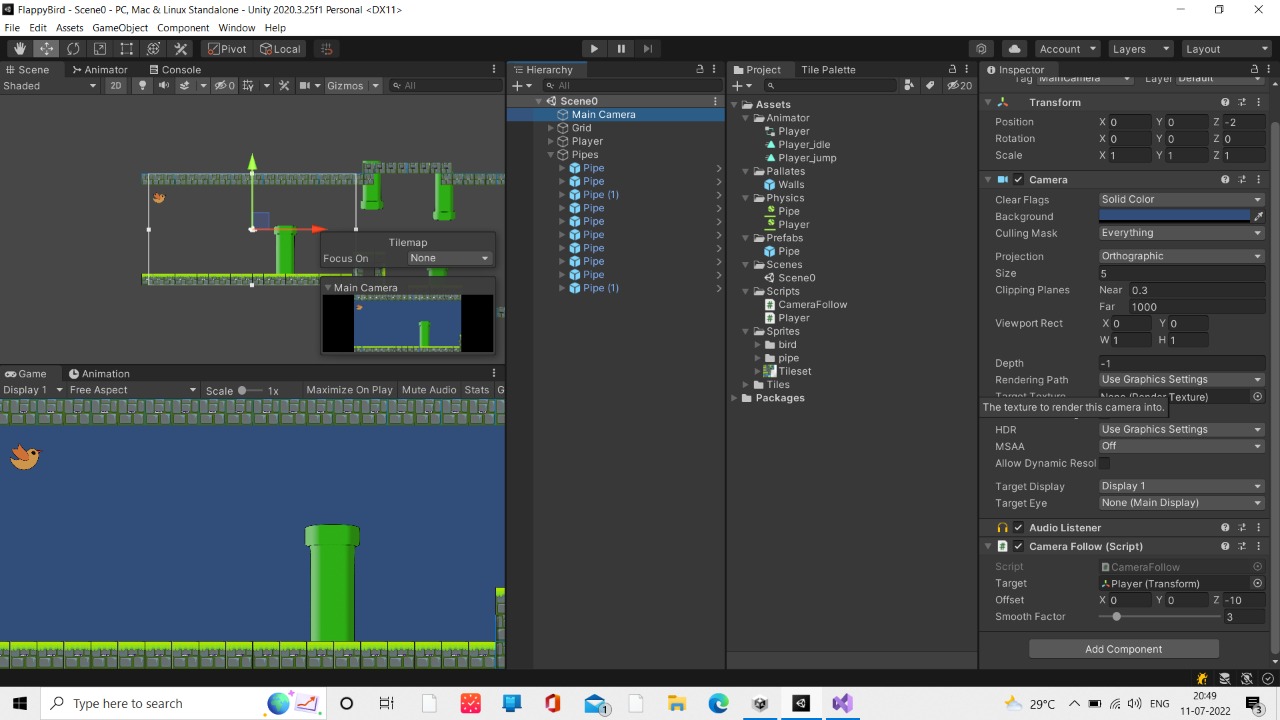 FlappyBird - Scene0 - PC, Mac & Linux Standalone - Unity 2020.3.25f1 Personal <DX11>
File Edit Assets GameObject Component Window Help
Pivot Local Account Layers Layout
Scene Animator Console
Shaded 2D 0 Gizmos All
Tilemap
Focus On None
Main Camera
Game Animation
Display 1 Free Aspect Scale 1x Maximize On Play Mute Audio Stats G
Hierarchy
All
Scene0
Main Camera
Grid
Player
Pipes
Pipe
Pipe
Pipe (1)
Pipe
Pipe
Pipe
Pipe
Pipe
Pipe
Pipe (1)
Project Tile Palette
20
Assets
Animator
Player
Player_idle
Player_jump
Pallates
Walls
Physics
Pipe
Player
Prefabs
Pipe
Scenes
Scene0
Scripts
CameraFollow
Player
Sprites
bird
pipe
Tileset
Tiles
Packages
Inspector
Tag MainCamera Layer Default
Transform
Position X 0 Y 0 Z -2
Rotation X 0 Y 0 Z 0
Scale X 1 Y 1 Z 1
Camera
Clear Flags Solid Color
Background
Culling Mask Everything
Projection Orthographic
Size 5
Clipping Planes Near 0.3
Far 1000
Viewport Rect X 0 Y 0
W 1 H 1
Depth -1
Rendering Path Use Graphics Settings
Target Texture None (Render Texture)
The texture to render this camera into.
HDR Use Graphics Settings
MSAA Off
Allow Dynamic Resol
Target Display Display 1
Target Eye None (Main Display)
Audio Listener
Camera Follow (Script)
Script CameraFollow
Target Player (Transform)
Offset X 0 Y 0 Z -10
Smooth Factor 3
Add Component
Type here to search
1
29°C ENG 20:49
11-07-2022
3